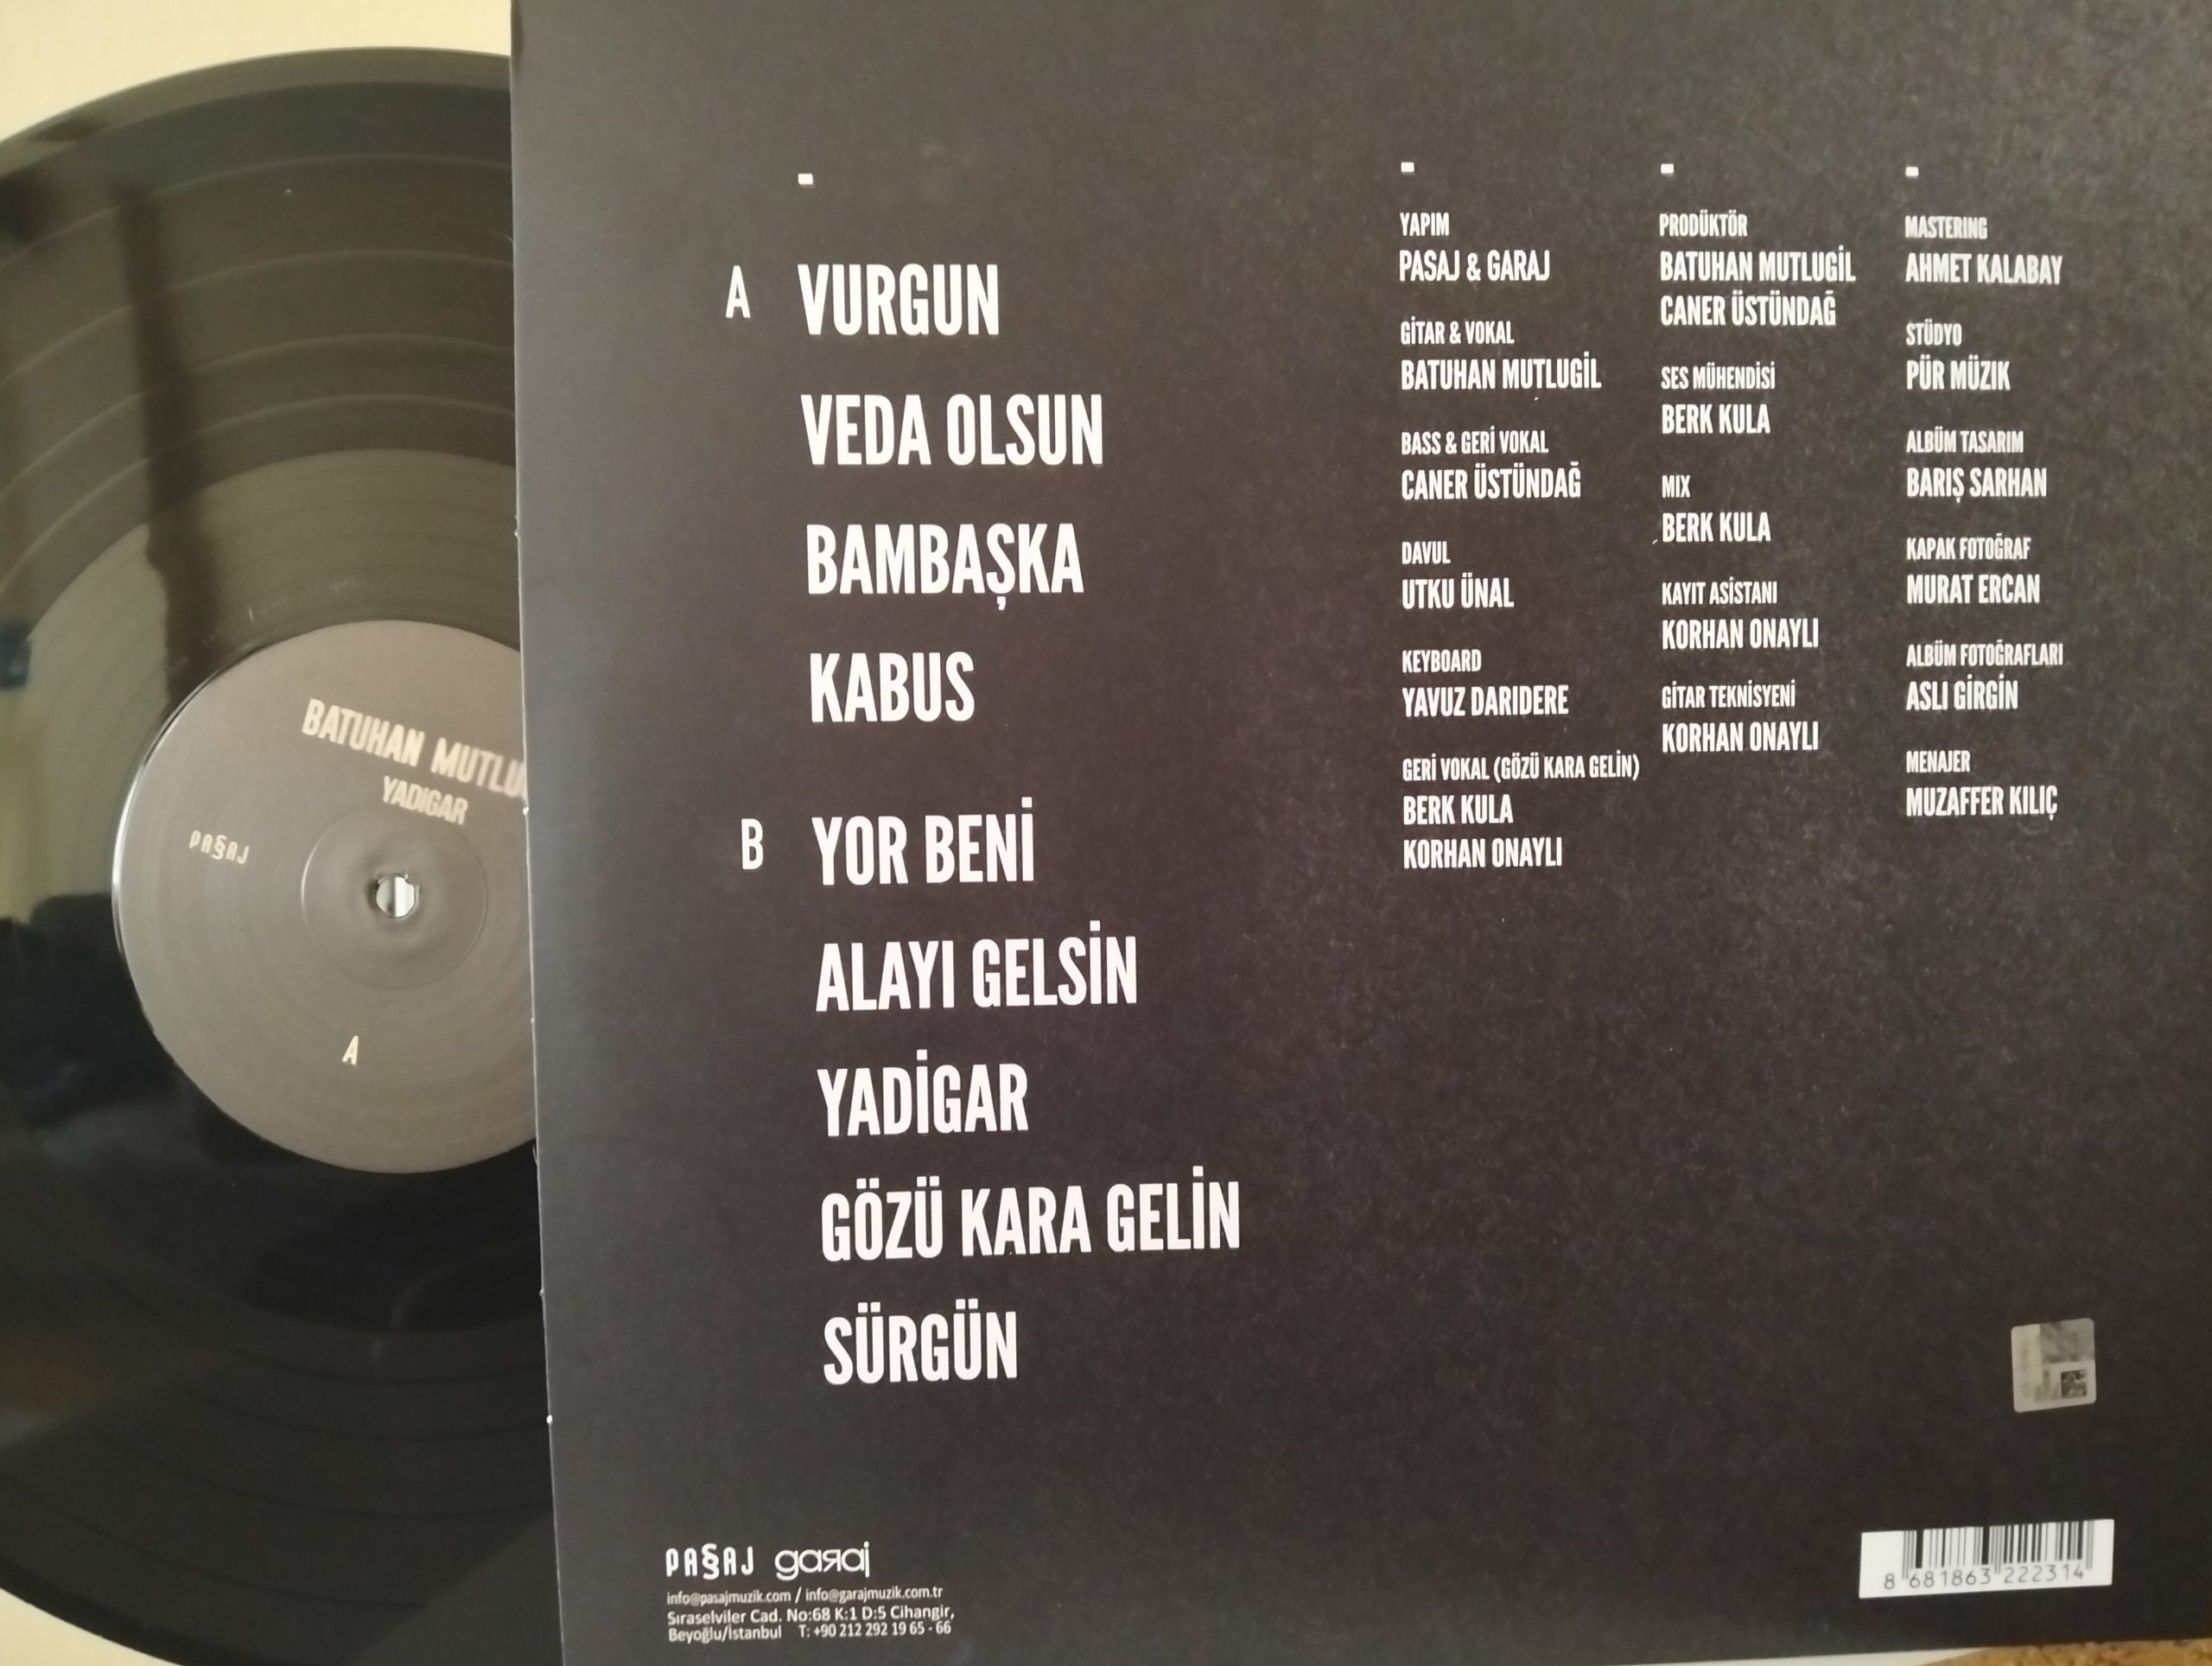 BATUHAN MUTLU
YADIGAR
PASAJ
A
A
VURGUN
VEDA OLSUN
BAMBAŞKA
KABUS
B
YOR BENİ
ALAYI GELSİN
YADİGAR
GÖZÜ KARA GELİN
SÜRGÜN
YAPIM
PASAJ & GARAJ
GİTAR & VOKAL
BATUHAN MUTLUGİL
BASS & GERİ VOKAL
CANER ÜSTÜNDAĞ
DAVUL
UTKU ÜNAL
KEYBOARD
YAVUZ DARIDERE
GERİ VOKAL (GÖZÜ KARA GELİN)
BERK KULA
KORHAN ONAYLI
PRODÜKTÖR
BATUHAN MUTLUGİL
CANER ÜSTÜNDAĞ
SES MÜHENDİSİ
BERK KULA
MIX
BERK KULA
KAYIT ASİSTANI
KORHAN ONAYLI
GİTAR TEKNİSYENİ
KORHAN ONAYLI
MASTERING
AHMET KALABAY
STÜDYO
PÜR MÜZIK
ALBÜM TASARIM
BARIŞ SARHAN
KAPAK FOTOĞRAF
MURAT ERCAN
ALBÜM FOTOĞRAFLARI
ASLI GİRGİN
MENAJER
MUZAFFER KILIÇ
PASAJ garaj
info@pasajmuzik.com / info@garajmuzik.com.tr
Sıraselviler Cad. No:68 K:1 D:5 Cihangir,
Beyoğlu/İstanbul T: +90 212 292 19 65 - 66
8 681863 222314